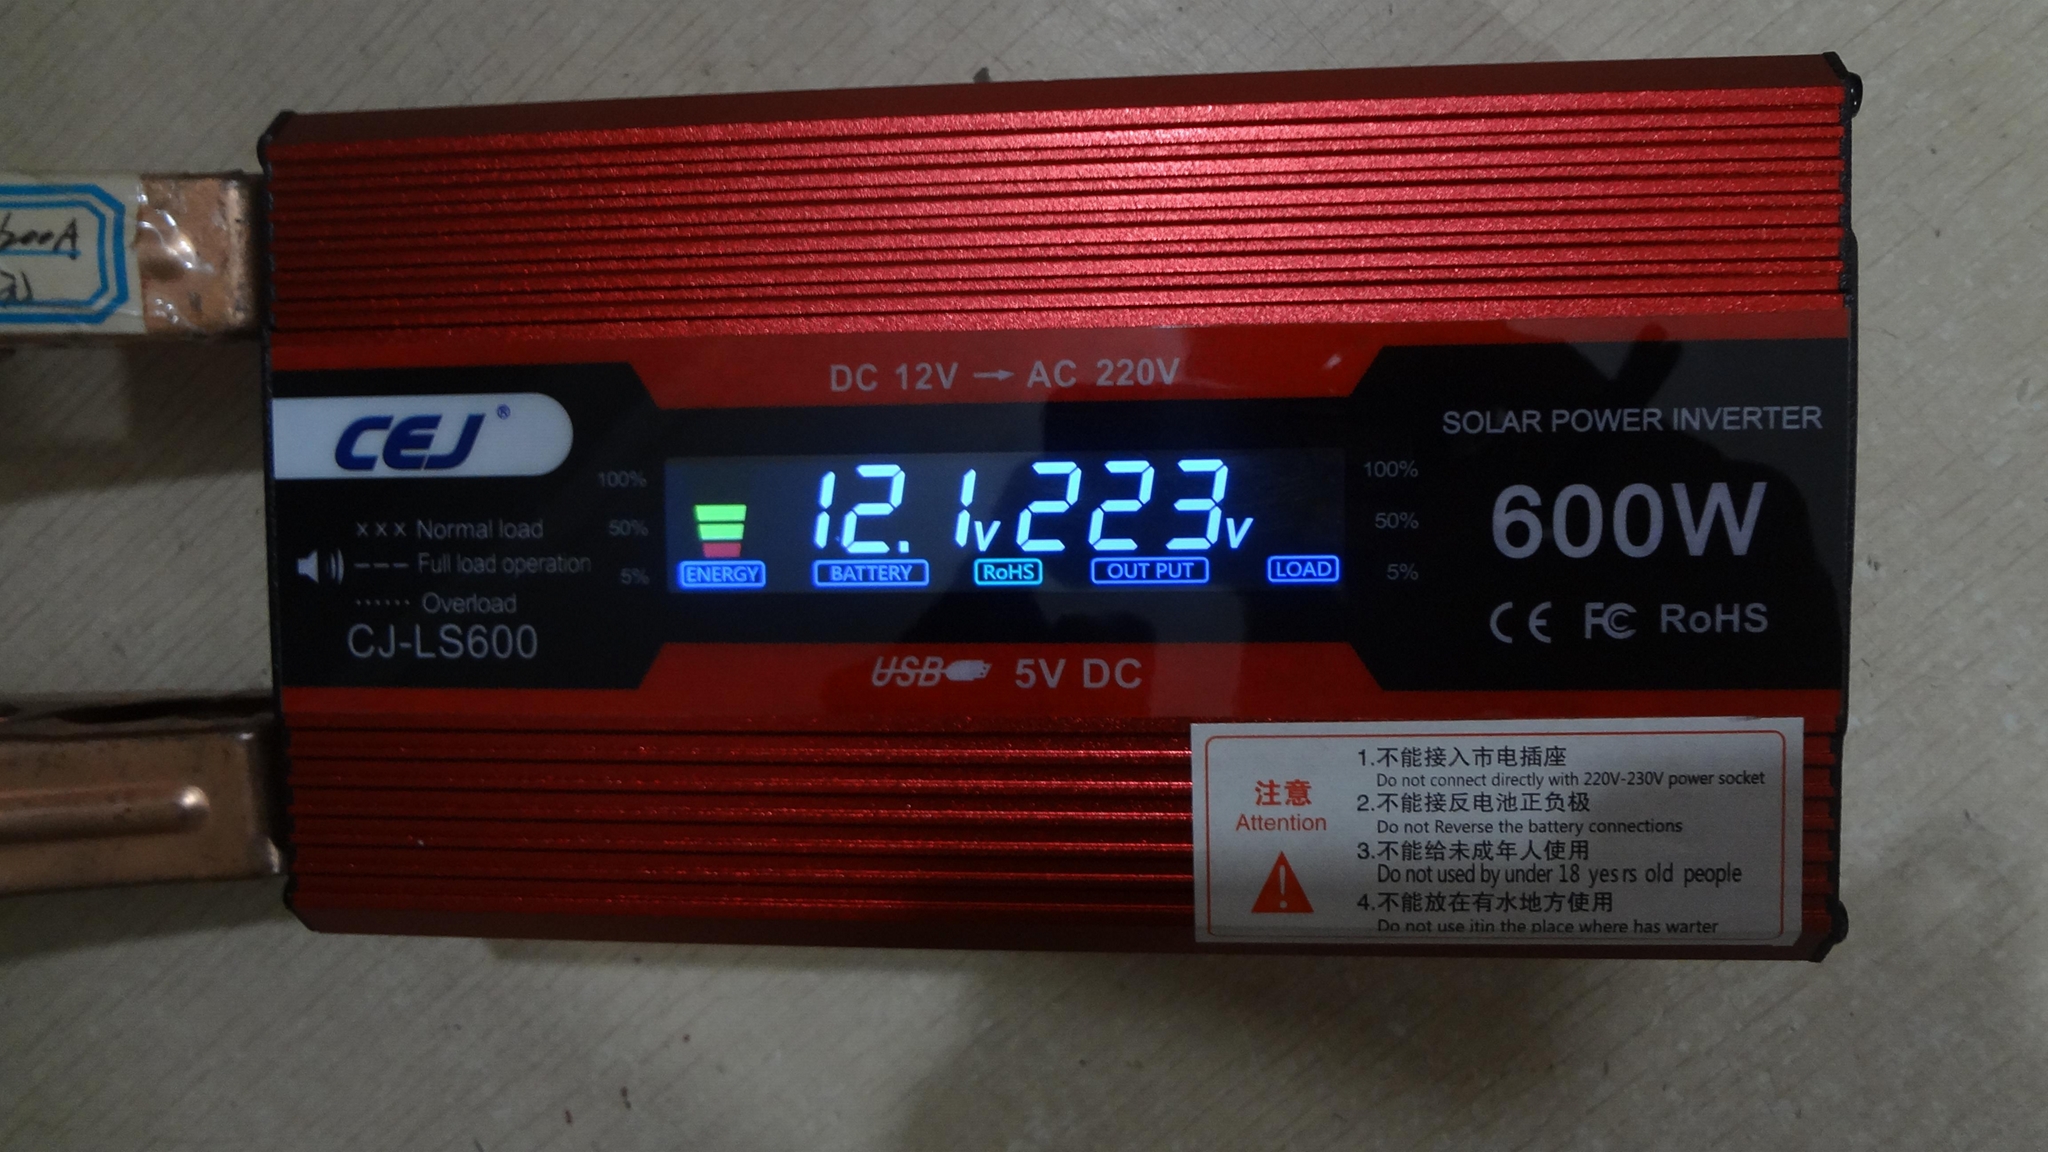 DC 12V → AC 220V
CEJ®
100%
50%
5%
× × × Normal load
--- Full load operation
...... Overload
CJ-LS600
12.1V 223V
ENERGY BATTERY RoHS OUT PUT LOAD
100%
50%
5%
SOLAR POWER INVERTER
600W
CE FC RoHS
USB 5V DC
注意
Attention
1.不能接入市电插座
Do not connect directly with 220V-230V power socket
2.不能接反电池正负极
Do not Reverse the battery connections
3.不能给未成年人使用
Do not used by under 18 yes rs old people
4.不能放在有水地方使用
Do not use itin the place where has warter